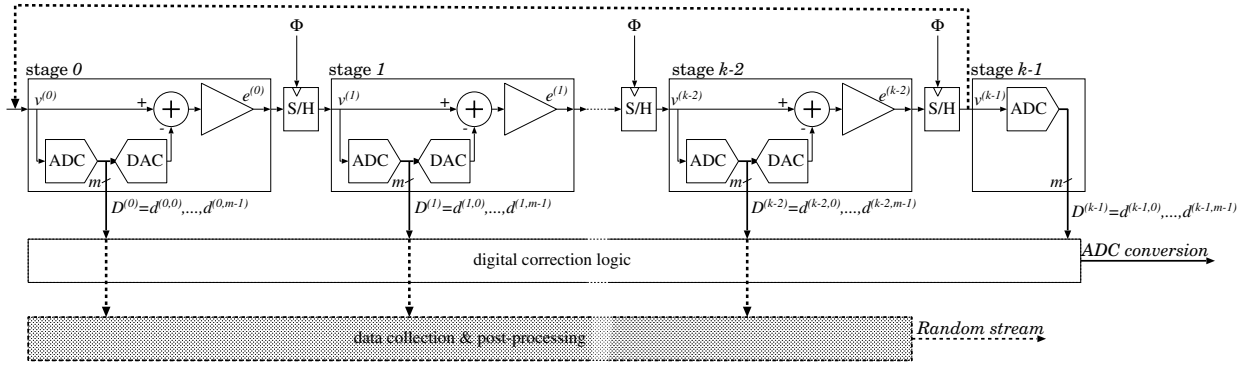 Φ Φ Φ
stage 0 stage 1 stage k-2 stage k-1
v(0) + e(0) S/H v(1) + e(1) S/H v(k-2) + e(k-2) S/H v(k-1) ADC
+ + +
- - -
ADC DAC ADC DAC ADC DAC
m m m m
D(0)=d(0,0),...,d(0,m-1) D(1)=d(1,0),...,d(1,m-1) D(k-2)=d(k-2,0),...,d(k-2,m-1) D(k-1)=d(k-1,0),...,d(k-1,m-1)
digital correction logic
ADC conversion
data collection & post-processing
Random stream